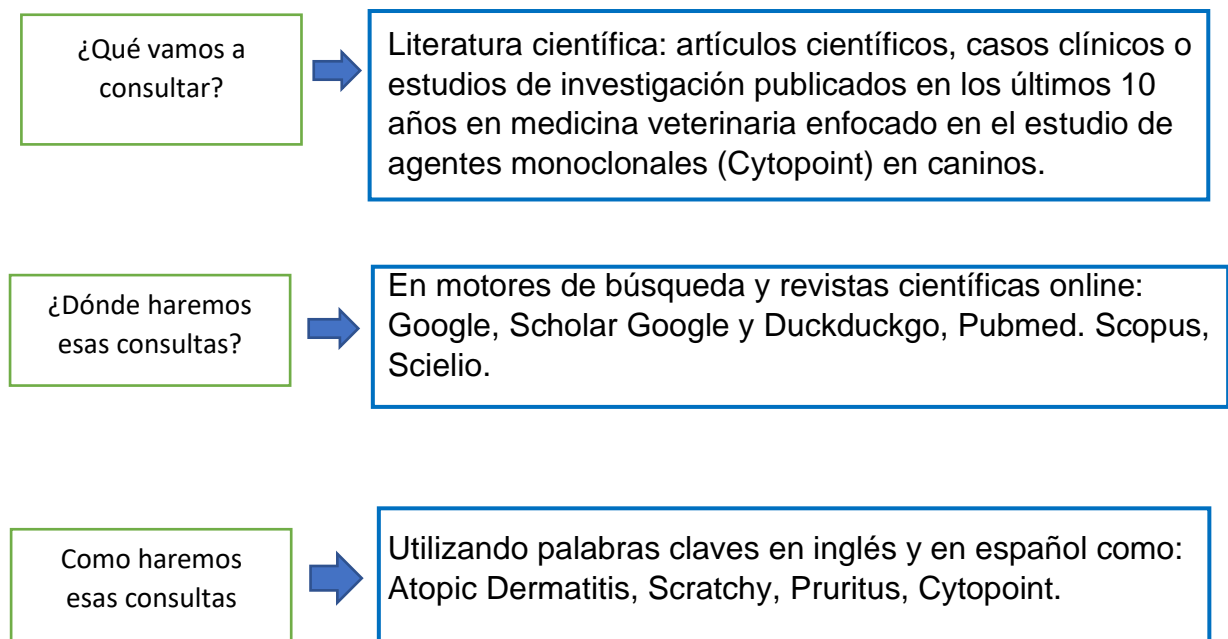 ¿Qué vamos a
consultar?
Literatura científica: artículos científicos, casos clínicos o
estudios de investigación publicados en los últimos 10
años en medicina veterinaria enfocado en el estudio de
agentes monoclonales (Cytopoint) en caninos.
¿Dónde haremos
esas consultas?
En motores de búsqueda y revistas científicas online:
Google, Scholar Google y Duckduckgo, Pubmed. Scopus,
Scielio.
Como haremos
esas consultas
Utilizando palabras claves en inglés y en español como:
Atopic Dermatitis, Scratchy, Pruritus, Cytopoint.